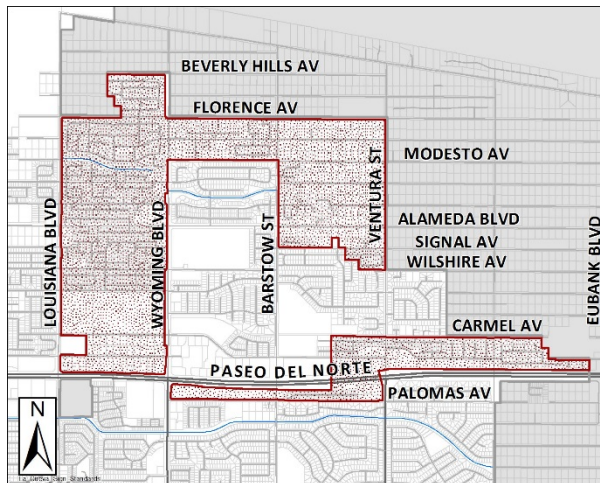 BEVERLY HILLS AV
FLORENCE AV
MODESTO AV
VENTURA ST
ALAMEDA BLVD
SIGNAL AV
WILSHIRE AV
LOUISIANA BLVD
WYOMING BLVD
BARSTOW ST
EUBANK BLVD
CARMEL AV
PASEO DEL NORTE
PALOMAS AV
N